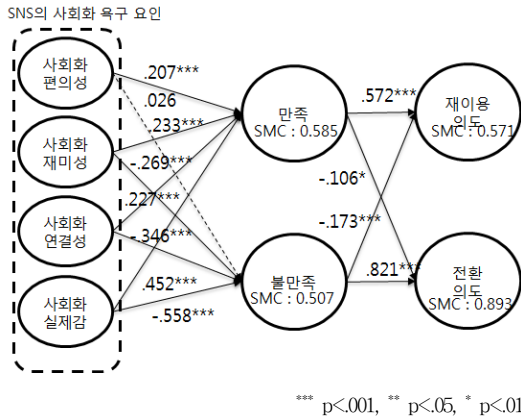 SNS의 사회화 욕구 요인
사회화
편의성
사회화
재미성
사회화
연결성
사회화
실제감
.207***
.026
.233***
-.269***
.227***
-.346***
.452***
-.558***
만족
SMC : 0.585
불만족
SMC : 0.507
.572***
-.106*
-.173***
.821***
재이용
의도
SMC : 0.571
전환
의도
SMC : 0.893
*** p<.001, ** p<.05, * p<.01